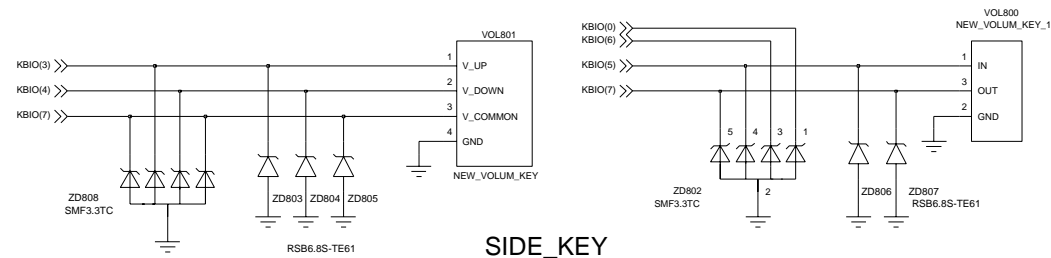 VOL801
KBIO(3)
1
V_UP
KBIO(4)
2
V_DOWN
KBIO(7)
3
V_COMMON
4
GND
NEW_VOLUM_KEY
ZD808
SMF3.3TC
ZD803
ZD804
ZD805
RSB6.8S-TE61
SIDE_KEY
VOL800
NEW_VOLUM_KEY_1
KBIO(0)
KBIO(6)
KBIO(5)
1
IN
KBIO(7)
3
OUT
2
GND
5
4
3
1
2
ZD802
SMF3.3TC
ZD806
ZD807
RSB6.8S-TE61